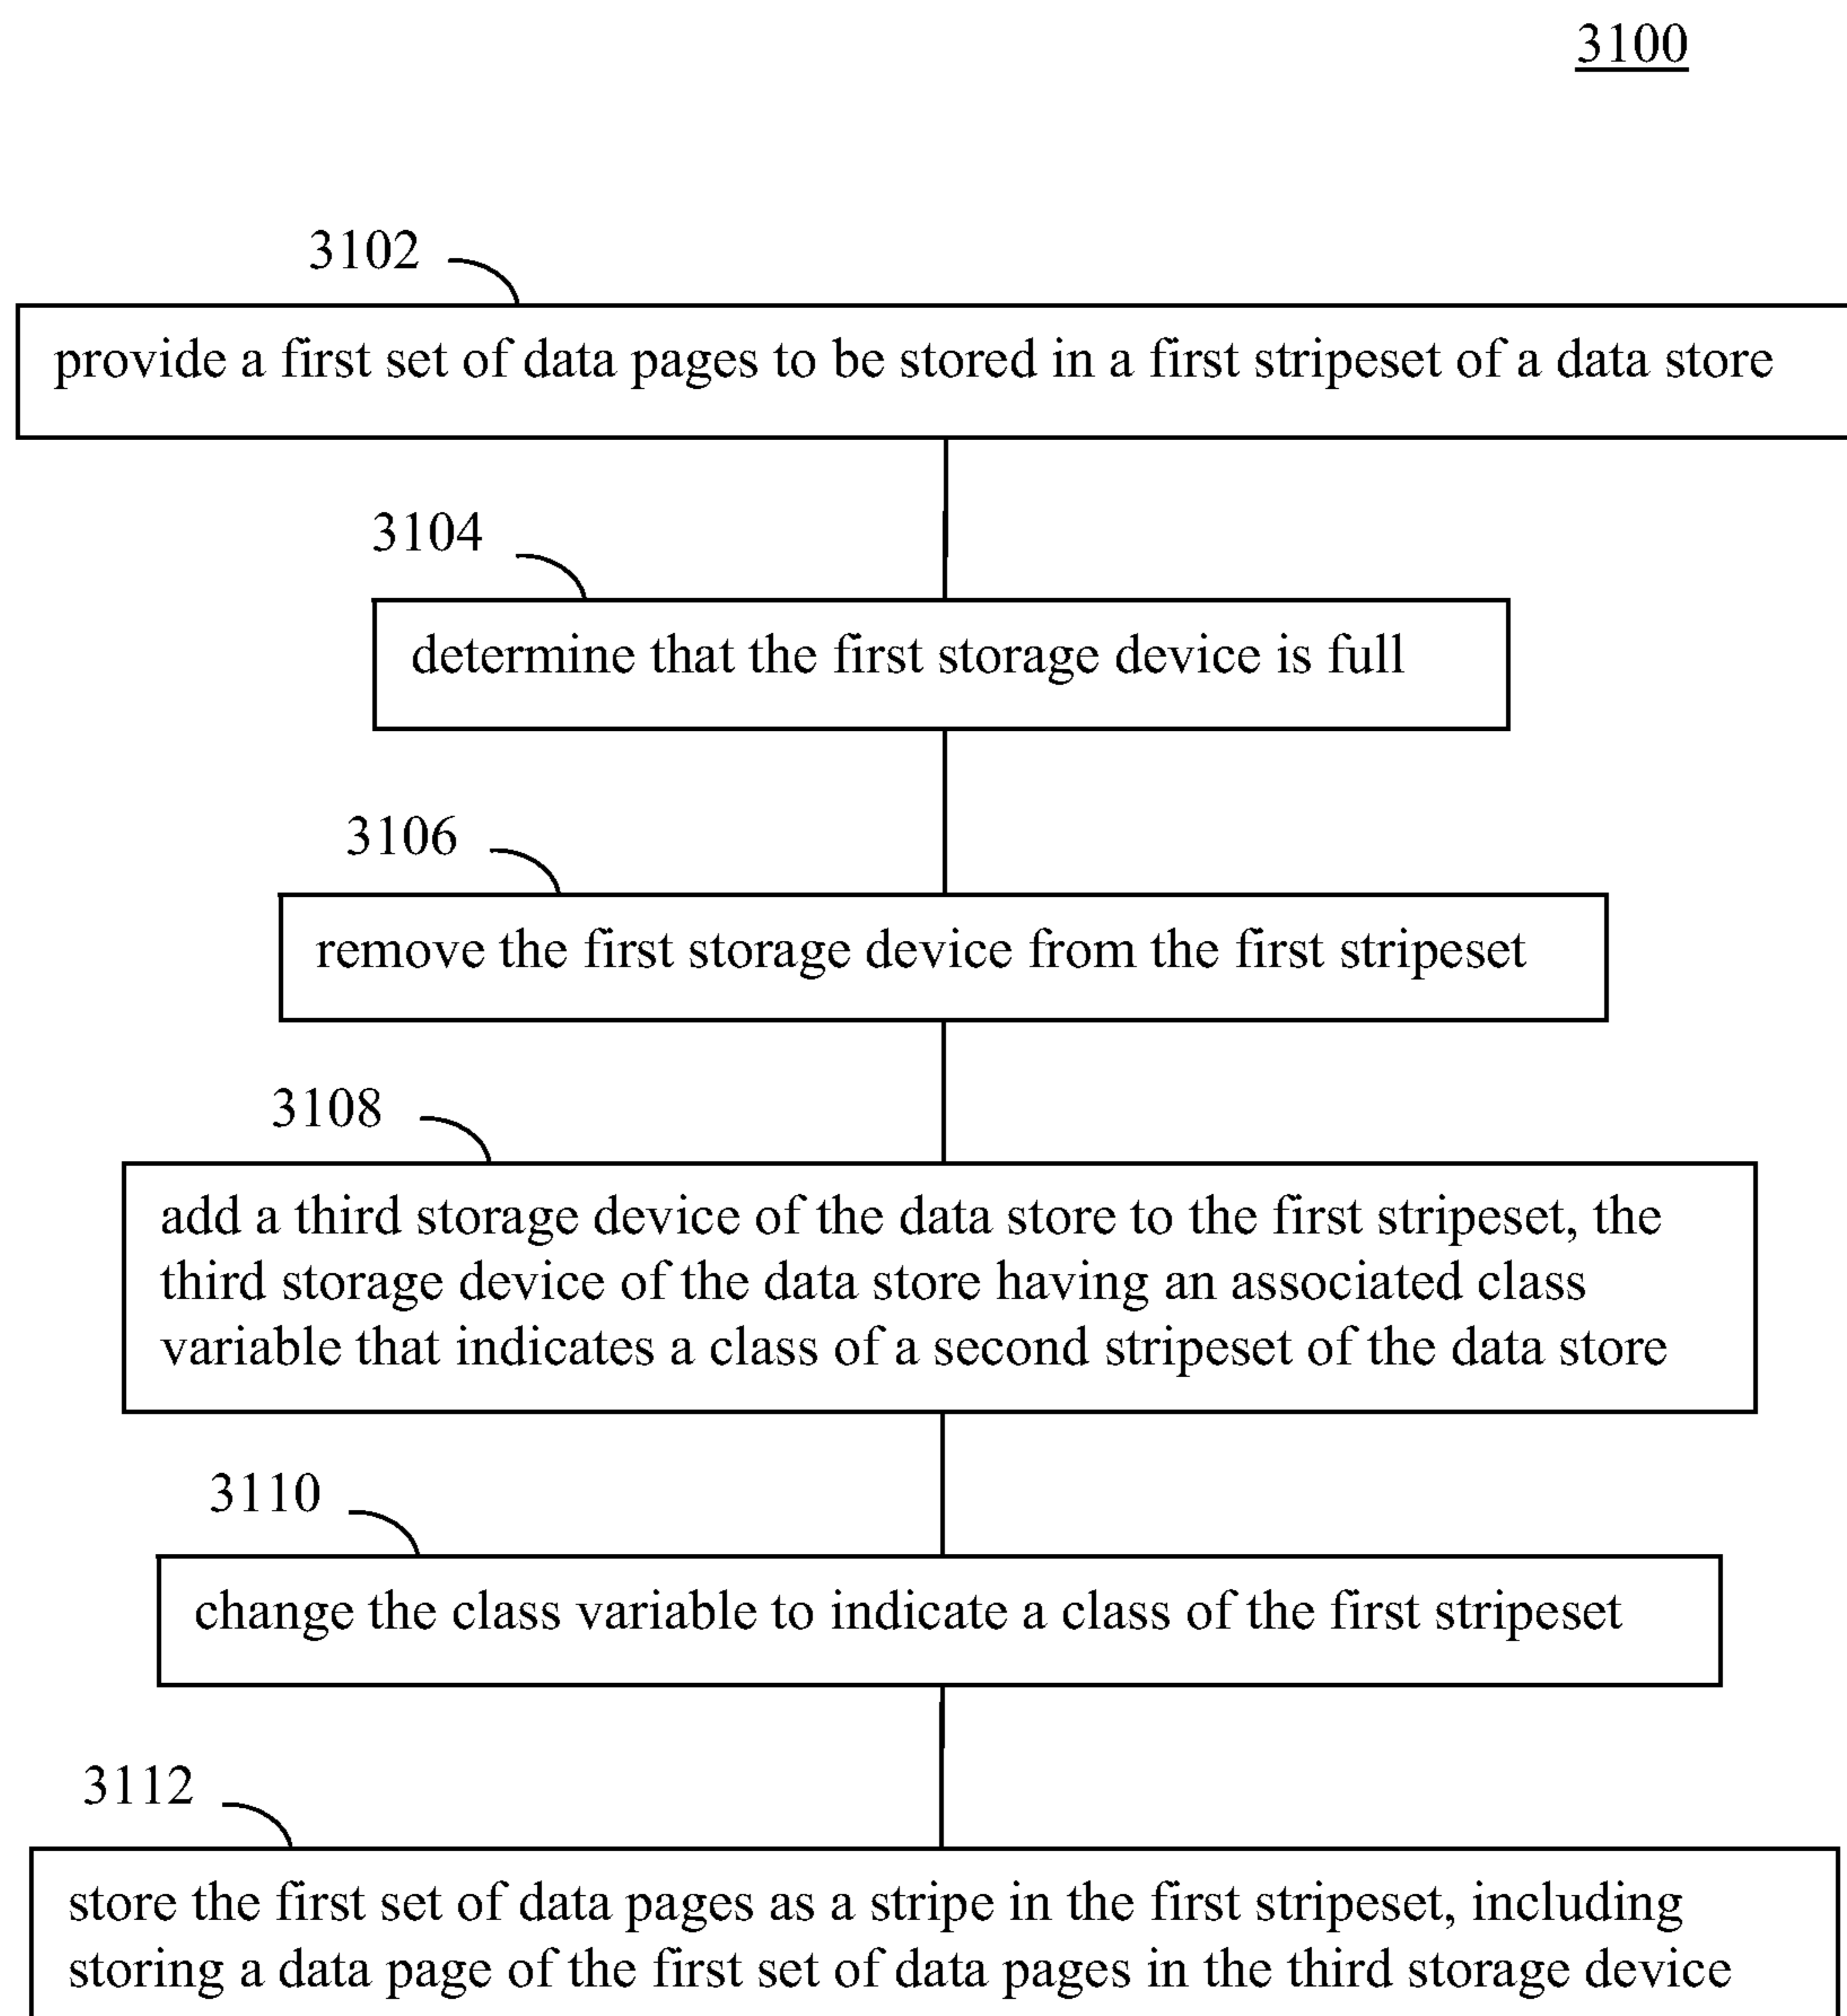 3100
3102
provide a first set of data pages to be stored in a first stripeset of a data store
3104
determine that the first storage device is full
3106
remove the first storage device from the first stripeset
3108
add a third storage device of the data store to the first stripeset, the
third storage device of the data store having an associated class
variable that indicates a class of a second stripeset of the data store
3110
change the class variable to indicate a class of the first stripeset
3112
store the first set of data pages as a stripe in the first stripeset, including
storing a data page of the first set of data pages in the third storage device